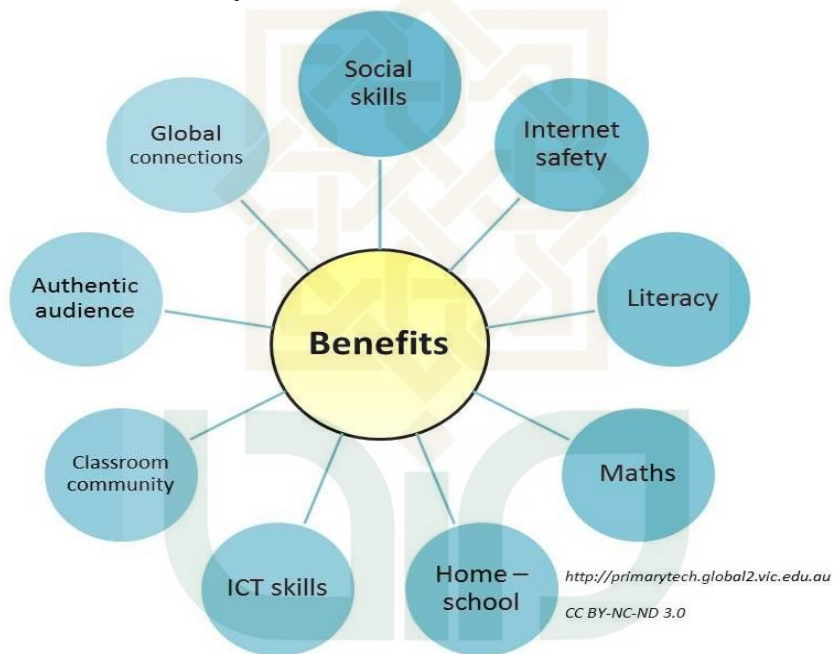 Social
skills
Internet
safety
Literacy
Maths
Home –
school
ICT skills
Classroom
community
Authentic
audience
Global
connections
Benefits
http://primarytech.global2.vic.edu.au
CC BY-NC-ND 3.0